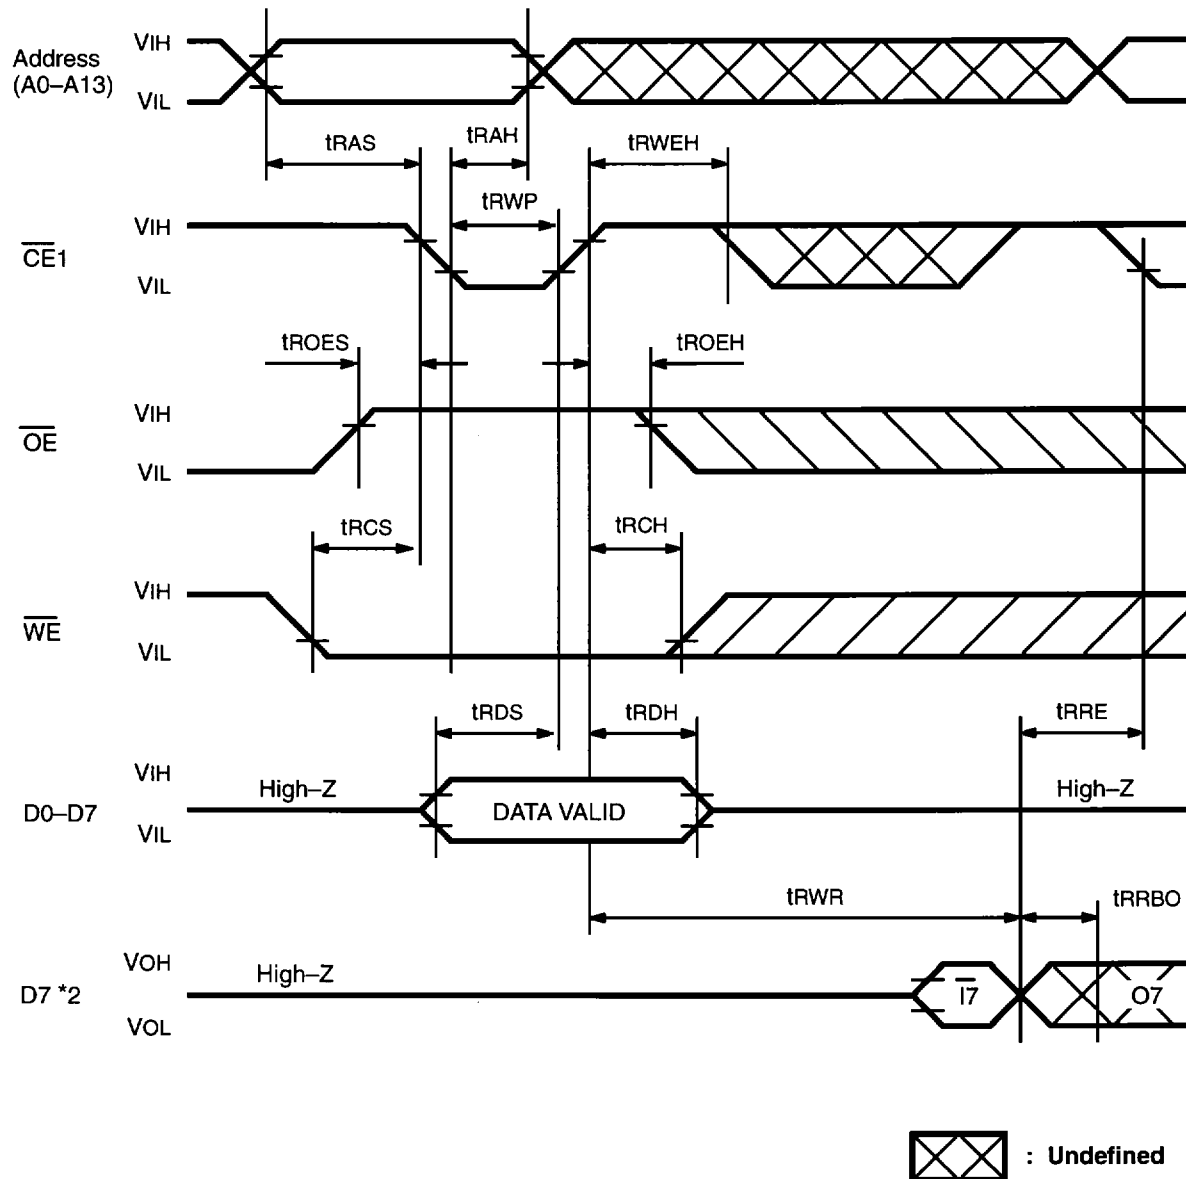 VIH
Address
(A0–A13)
VIL
tRAS
tRAH
tRWEH
tRWP
VIH
CE1
VIL
tROES
tROEH
VIH
OE
VIL
tRCS
tRCH
VIH
WE
VIL
tRDS
tRDH
tRRE
VIH
High–Z
High–Z
D0–D7
DATA VALID
VIL
tRWR
tRRBO
VOH
High–Z
D7 *2
I7
O7
VOL
: Undefined